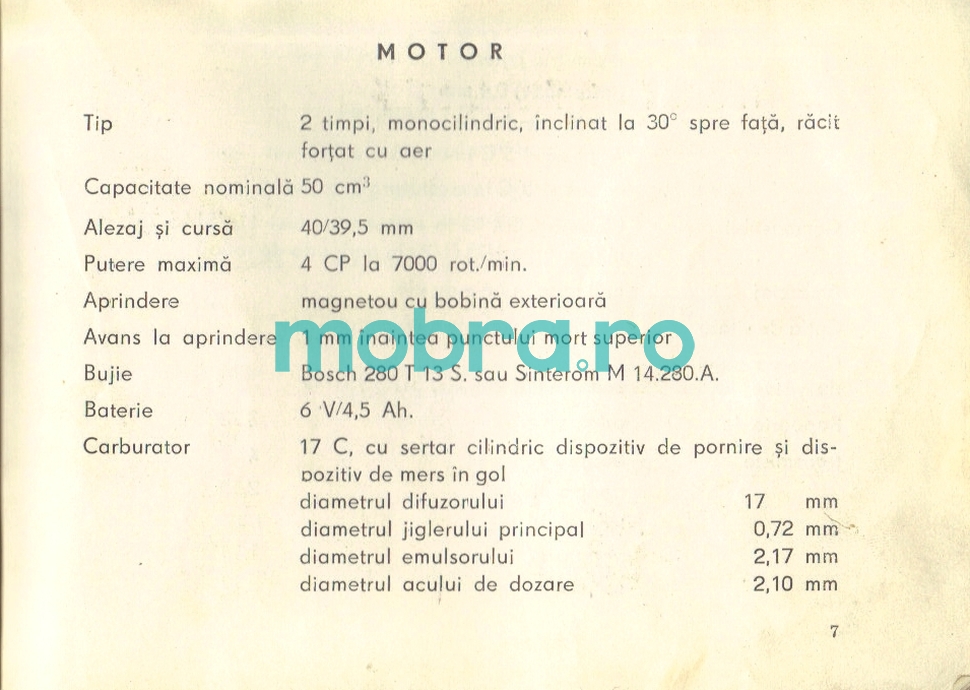 MOTOR
Tip 2 timpi, monocilindric, înclinat la 30° spre față, răcit
forțat cu aer
Capacitate nominală 50 cm³
Alezaj și cursă 40/39,5 mm
Putere maximă 4 CP la 7000 rot./min.
Aprindere magnetou cu bobină exterioară
mobra.ro
Avans la aprindere 1 mm inaintea punctului mort superior
Bujie Bosch 280 T 13 S. sau Sinterom M 14.280.A.
Baterie 6 V/4,5 Ah.
Carburator 17 C, cu sertar cilindric dispozitiv de pornire și dis-
pozitiv de mers în gol
diametrul difuzorului 17 mm
diametrul jiglerului principal 0,72 mm
diametrul emulsorului 2,17 mm
diametrul acului de dozare 2,10 mm
7